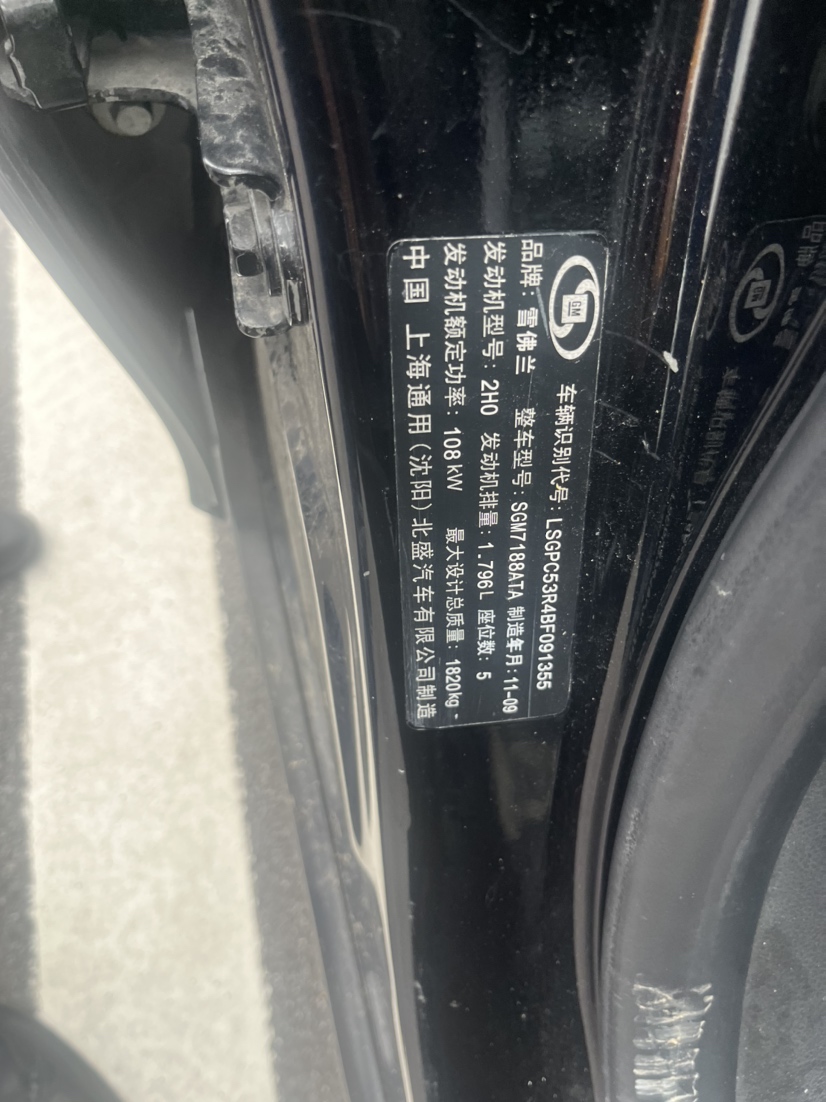 GM
车辆识别代号: LSGPC53R4BF091355
品牌: 雪佛兰 整车型号: SGM7188ATA 制造年月: 11-09
发动机型号: 2H0 发动机排量: 1.796L 座位数: 5
发动机额定功率: 108kW 最大设计总质量: 1820kg
中国 上海通用(沈阳)北盛汽车有限公司制造